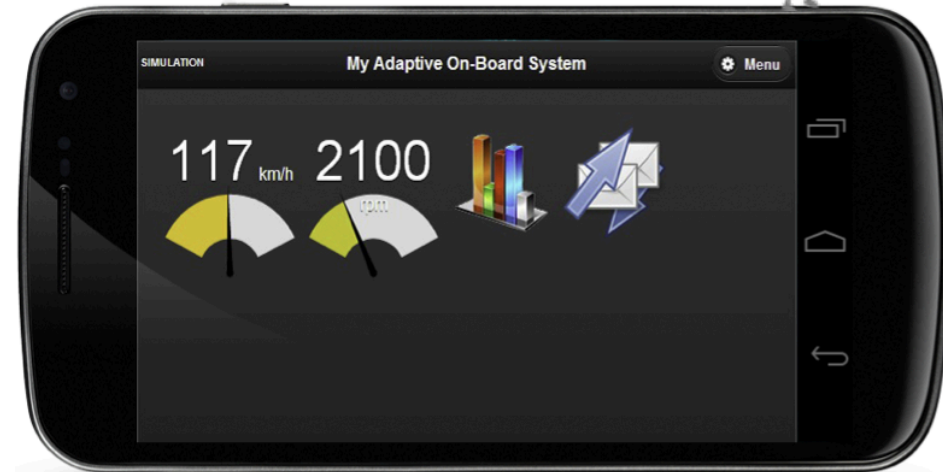 SIMULATION
My Adaptive On-Board System
Menu
117 km/h
2100
rpm